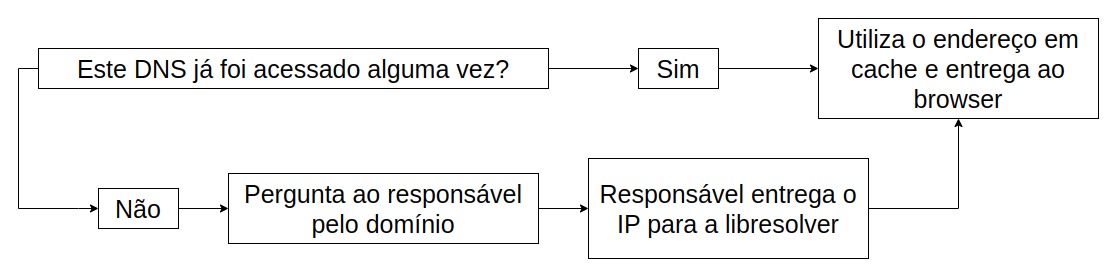 Este DNS já foi acessado alguma vez?
Sim
Utiliza o endereço em
cache e entrega ao
browser
Não
Pergunta ao responsável
pelo domínio
Responsável entrega o
IP para a libresolver